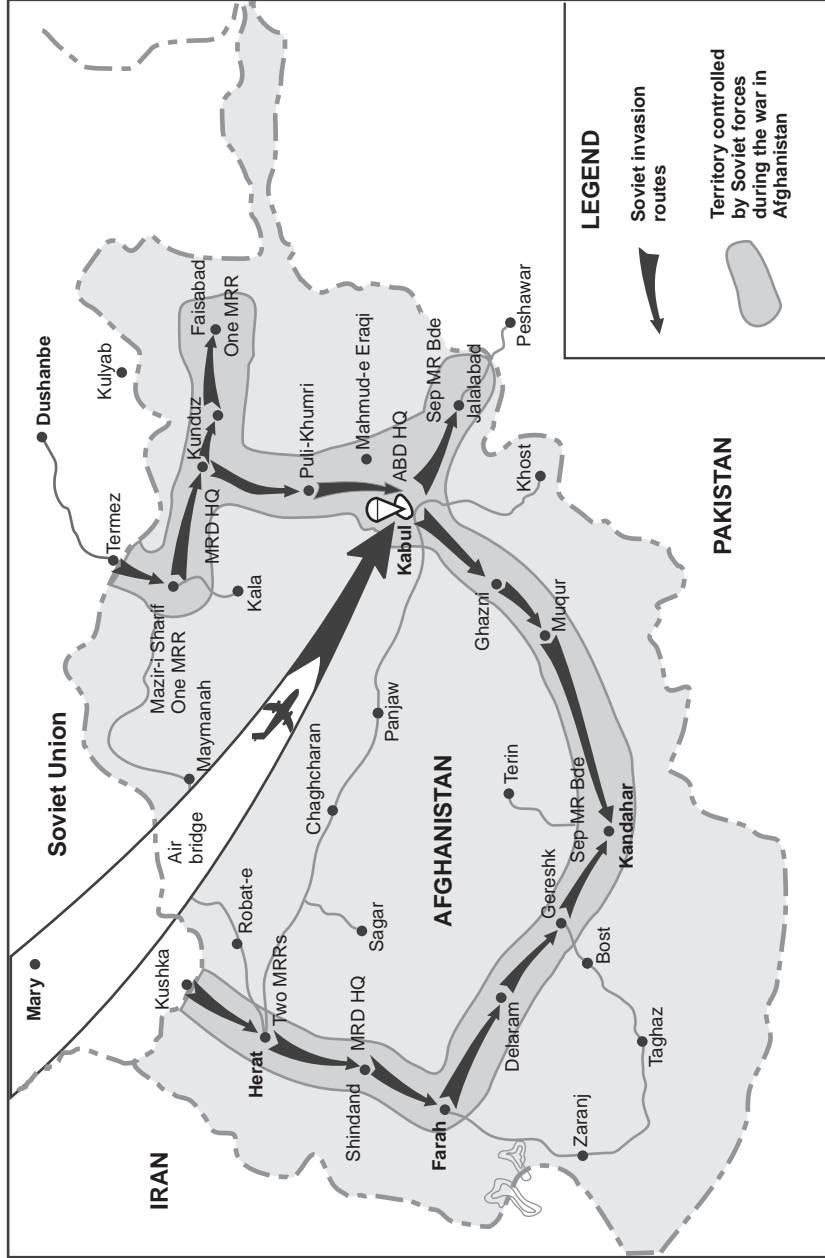 Soviet Union
Mary
Dushanbe
Kulyab
Termez
Kushka
Air
bridge
Maymanah
Mazir-i Sharif
One MRR
MRD HQ
Kunduz
Faisabad
One MRR
Kala
Puli-Khumri
Mahmud-e Eraqi
ABD HQ
Kabul
Sep MR Bde
Jalalabad
Peshawar
Robat-e
Herat
Two MRRs
Chaghcharan
Panjaw
Sagar
IRAN
Shindand
MRD HQ
AFGHANISTAN
Ghazni
Khost
Muqur
Farah
Delaram
Terin
Gereshk
Sep MR Bde
Kandahar
Bost
Zaranj
Taghaz
PAKISTAN
LEGEND
Soviet invasion
routes
Territory controlled
by Soviet forces
during the war in
Afghanistan